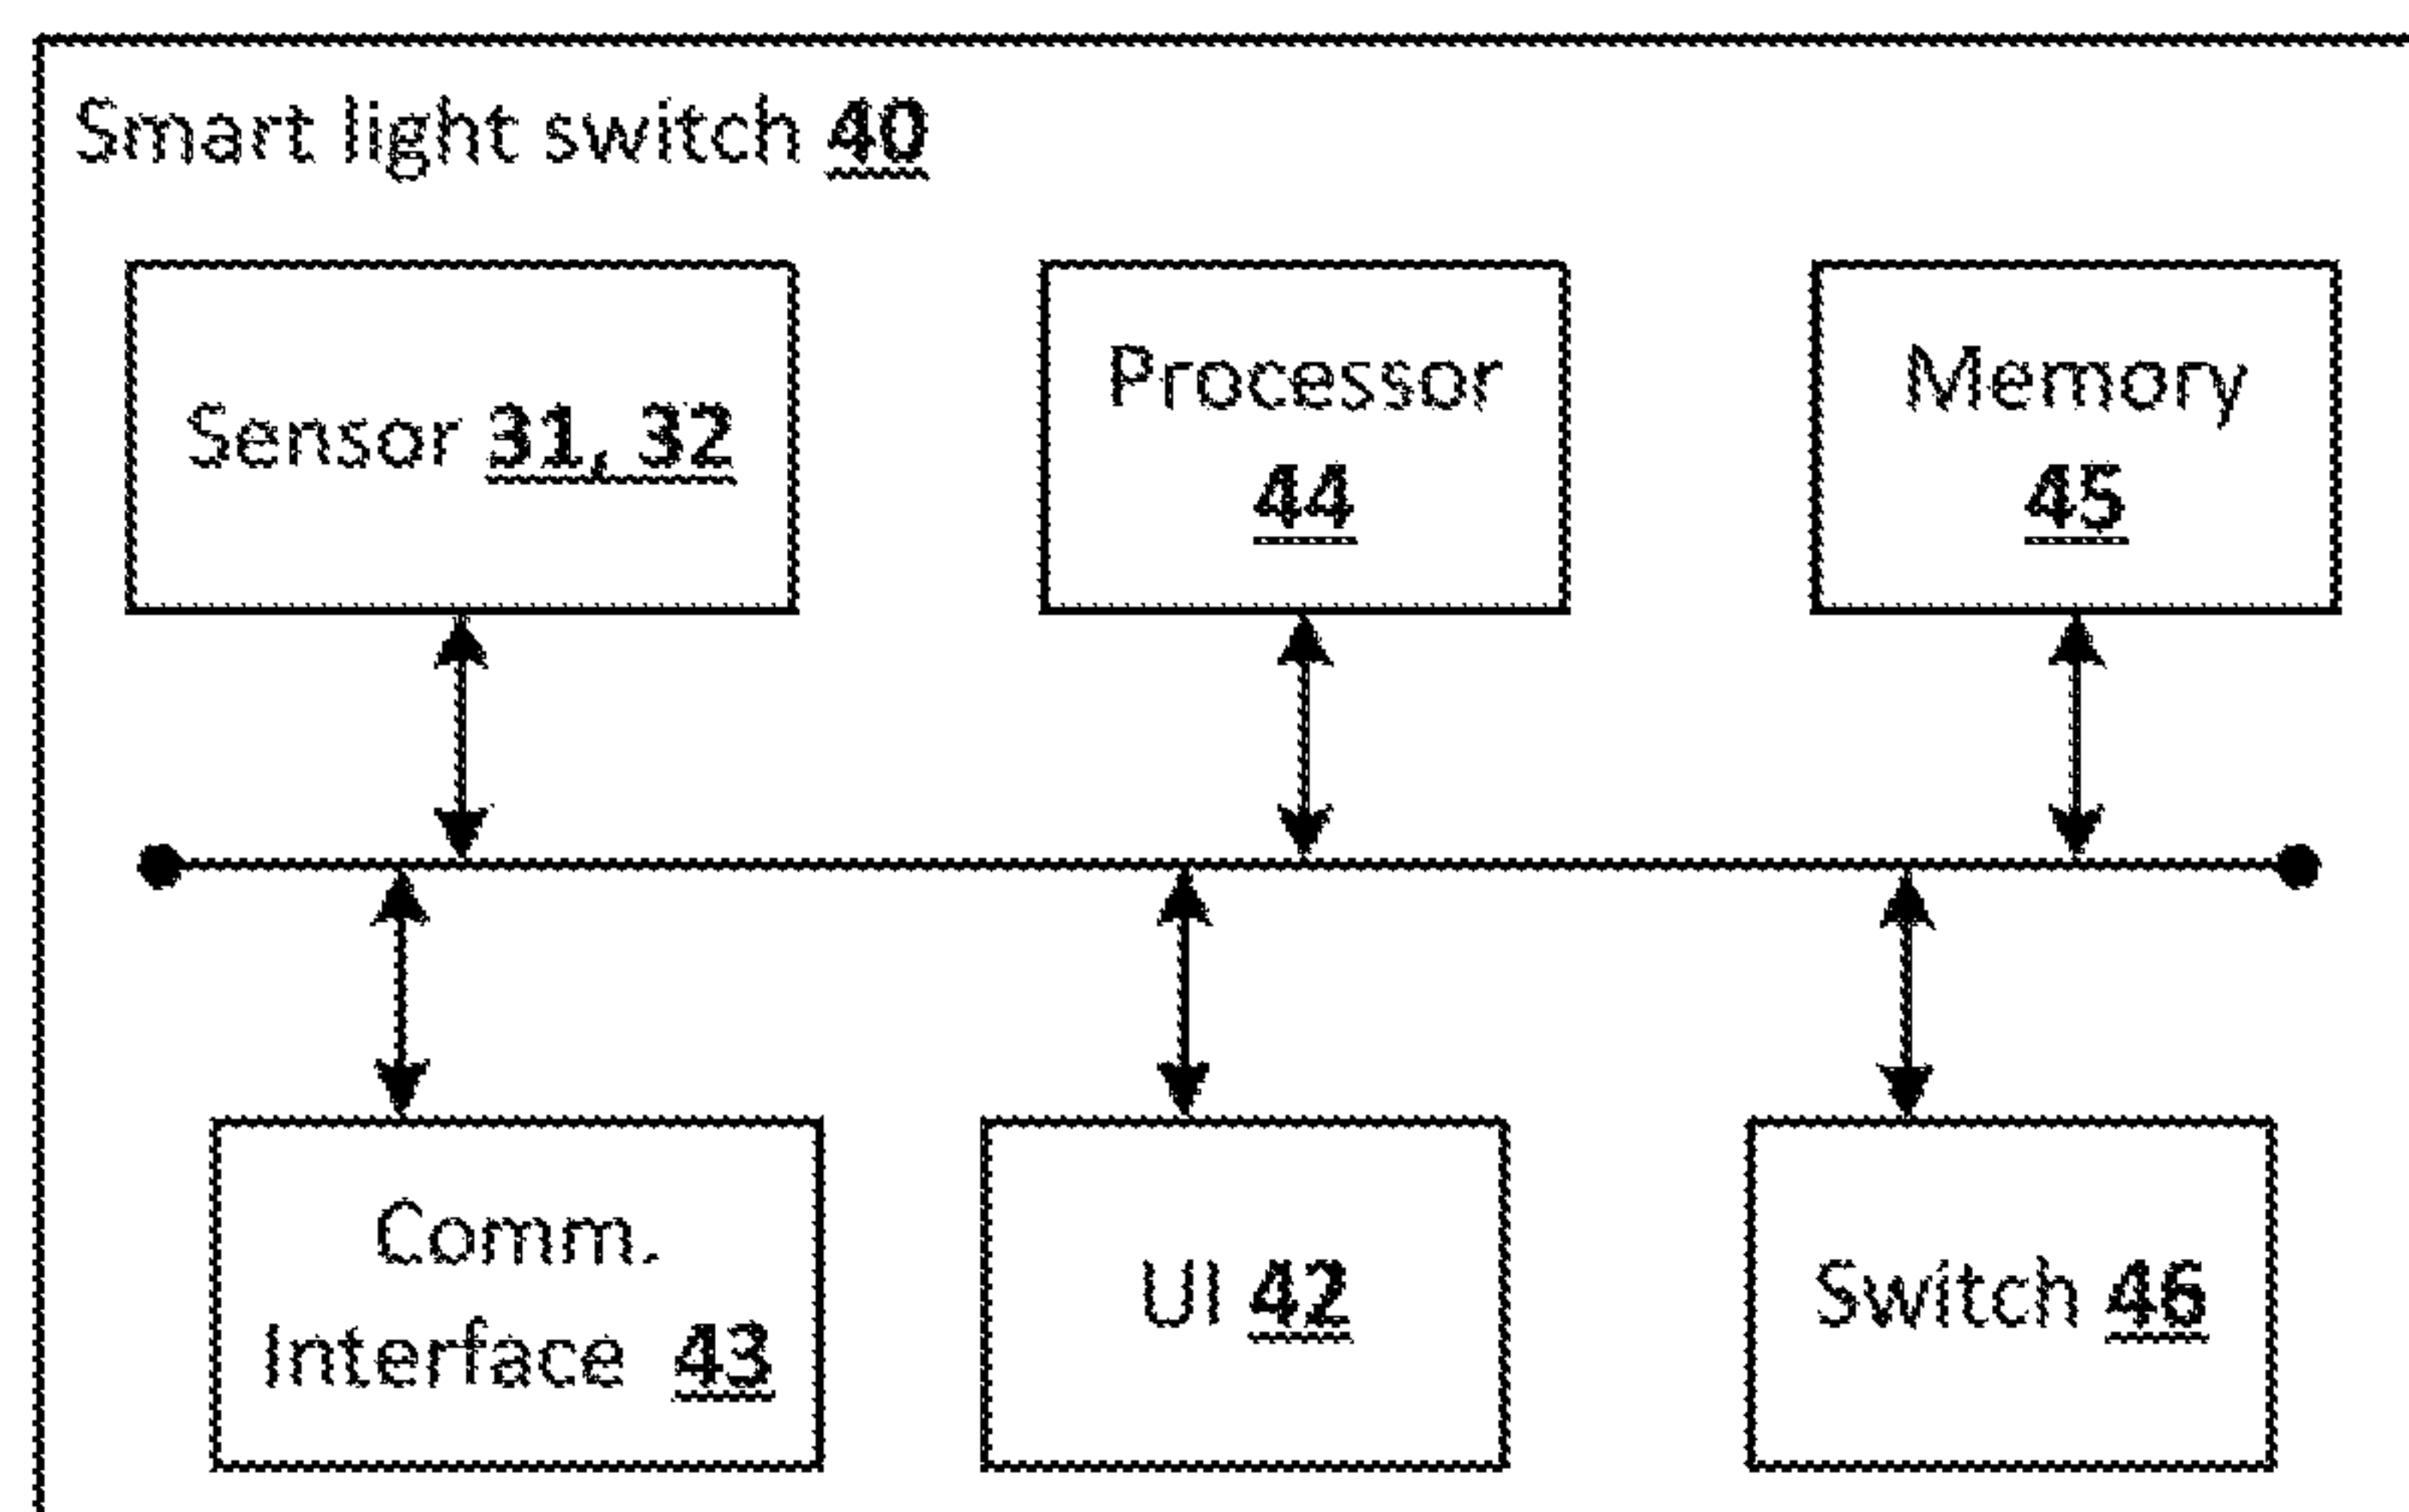 Smart light switch 40
Sensor 31, 32
Processor
44
Memory
45
Comm.
Interface 43
UI 42
Switch 46